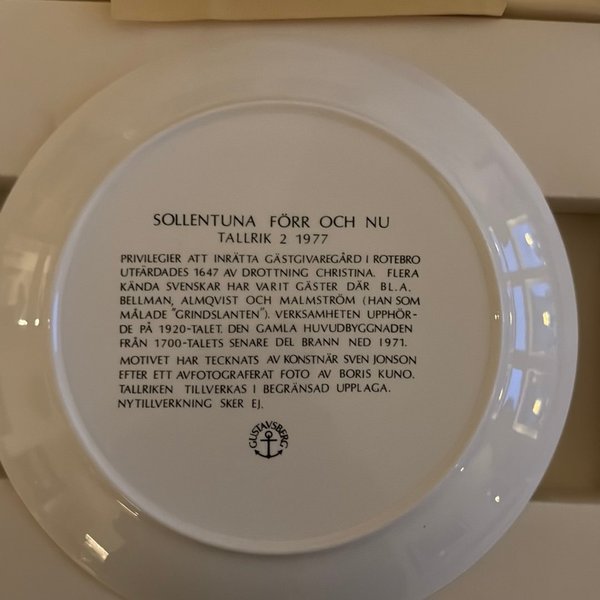 SOLLENTUNA FÖRR OCH NU
TALLRIK 2 1977
PRIVILEGIER ATT INRÄTTA GÄSTGIVAREGÅRD I ROTEBRO
UTFÄRDADES 1647 AV DROTTNING CHRISTINA. FLERA
KÄNDA SVENSKAR HAR VARIT GÄSTER DÄR BL.A.
BELLMAN, ALMQVIST OCH MALMSTRÖM (HAN SOM
MÅLADE "GRINDSLANTEN"). VERKSAMHETEN UPPHÖR-
DE PÅ 1920-TALET. DEN GAMLA HUVUDBYGGNADEN
FRÅN 1700-TALETS SENARE DEL BRANN NED 1971.
MOTIVET HAR TECKNATS AV KONSTNÄR SVEN JONSON
EFTER ETT AVFOTOGRAFERAT FOTO AV BORIS KUNO.
TALLRIKEN TILLVERKAS I BEGRÄNSAD UPPLAGA.
NYTILLVERKNING SKER EJ.
GUSTAVSBERG